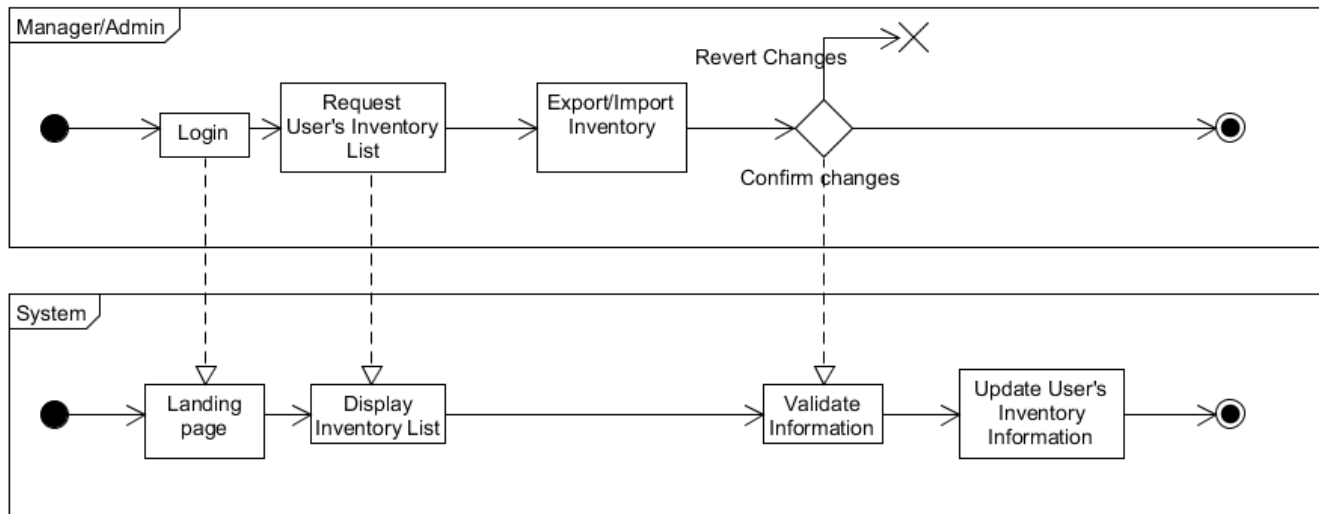 Manager/Admin
Revert Changes
Login
Request
User's Inventory
List
Export/Import
Inventory
Confirm changes
System
Landing
page
Display
Inventory List
Validate
Information
Update User's
Inventory
Information